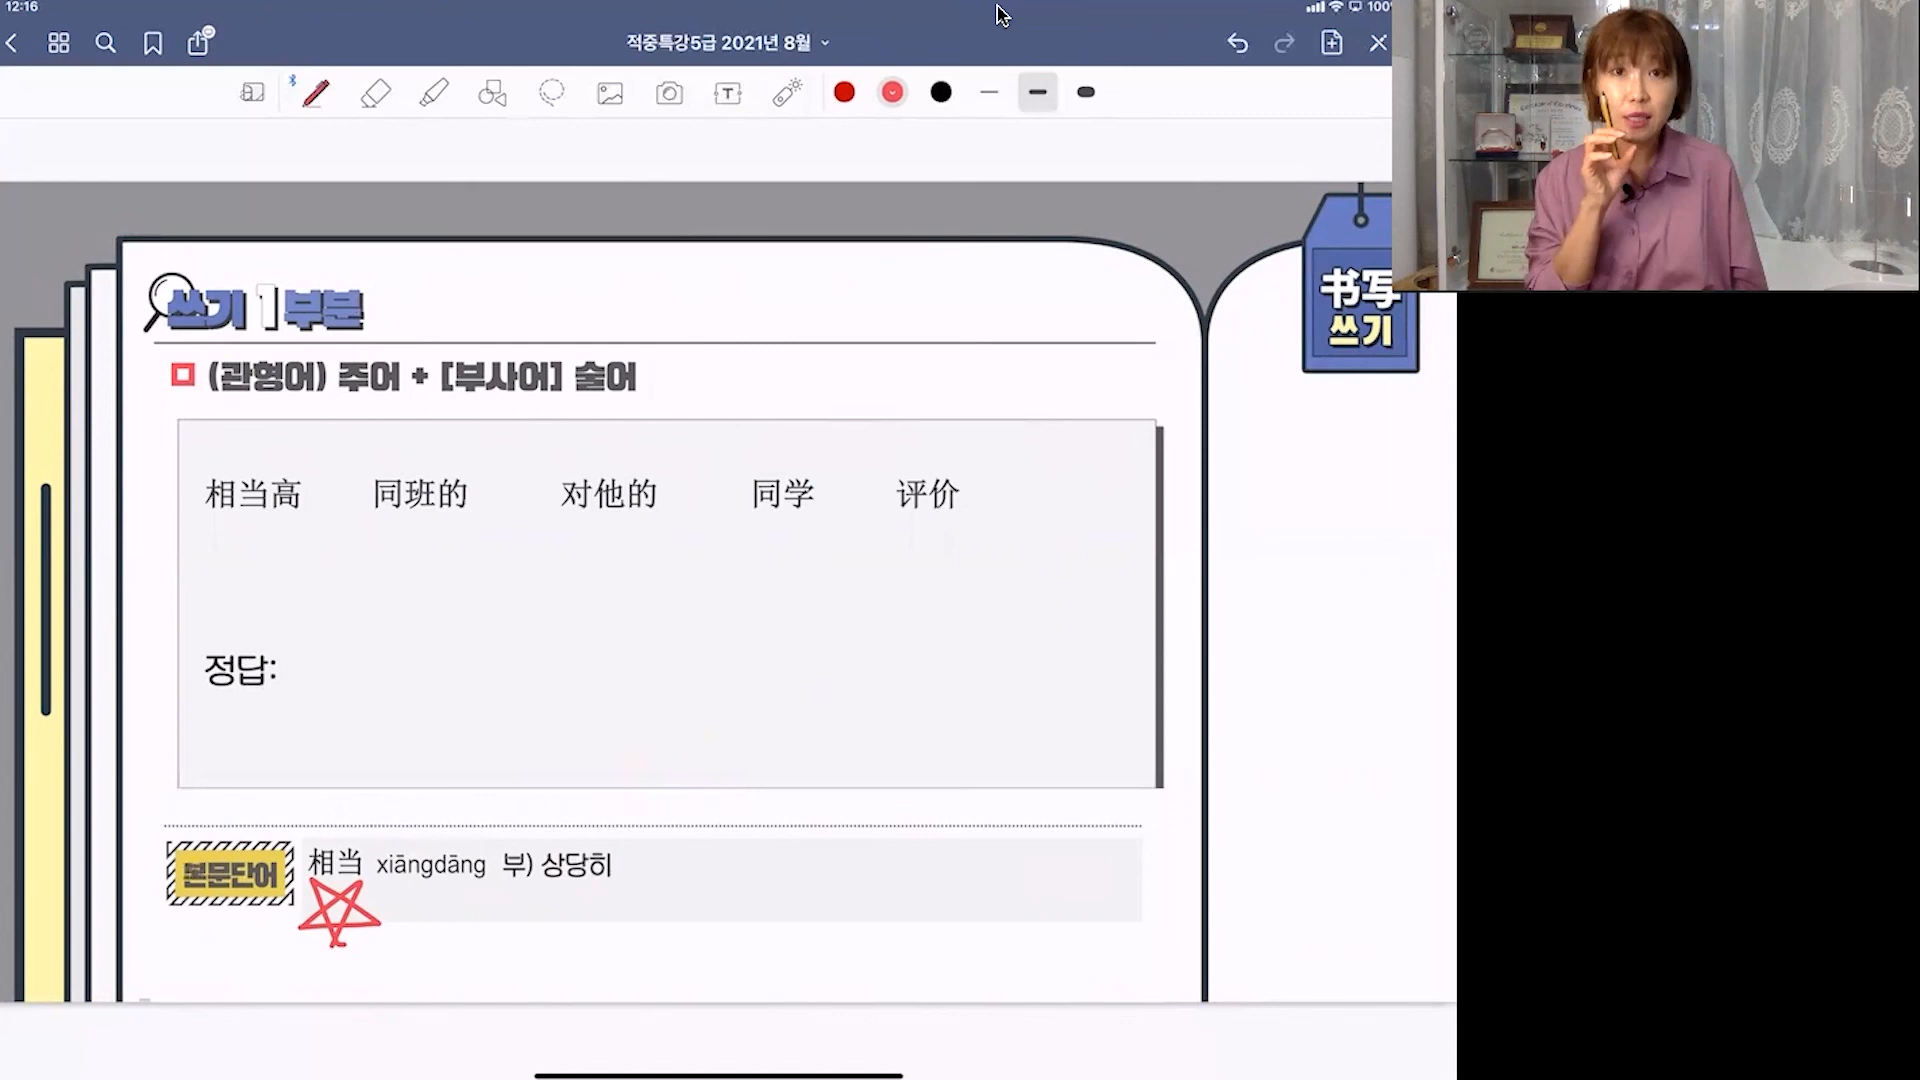 12:16
100
적중특강5급 2021년 8월
쓰기 1 부분
(관형어) 주어 + [부사어] 술어
书写
쓰기
相当高 同班的 对他的 同学 评价
정답:
본문단어
相当 xiāngdāng 부) 상당히